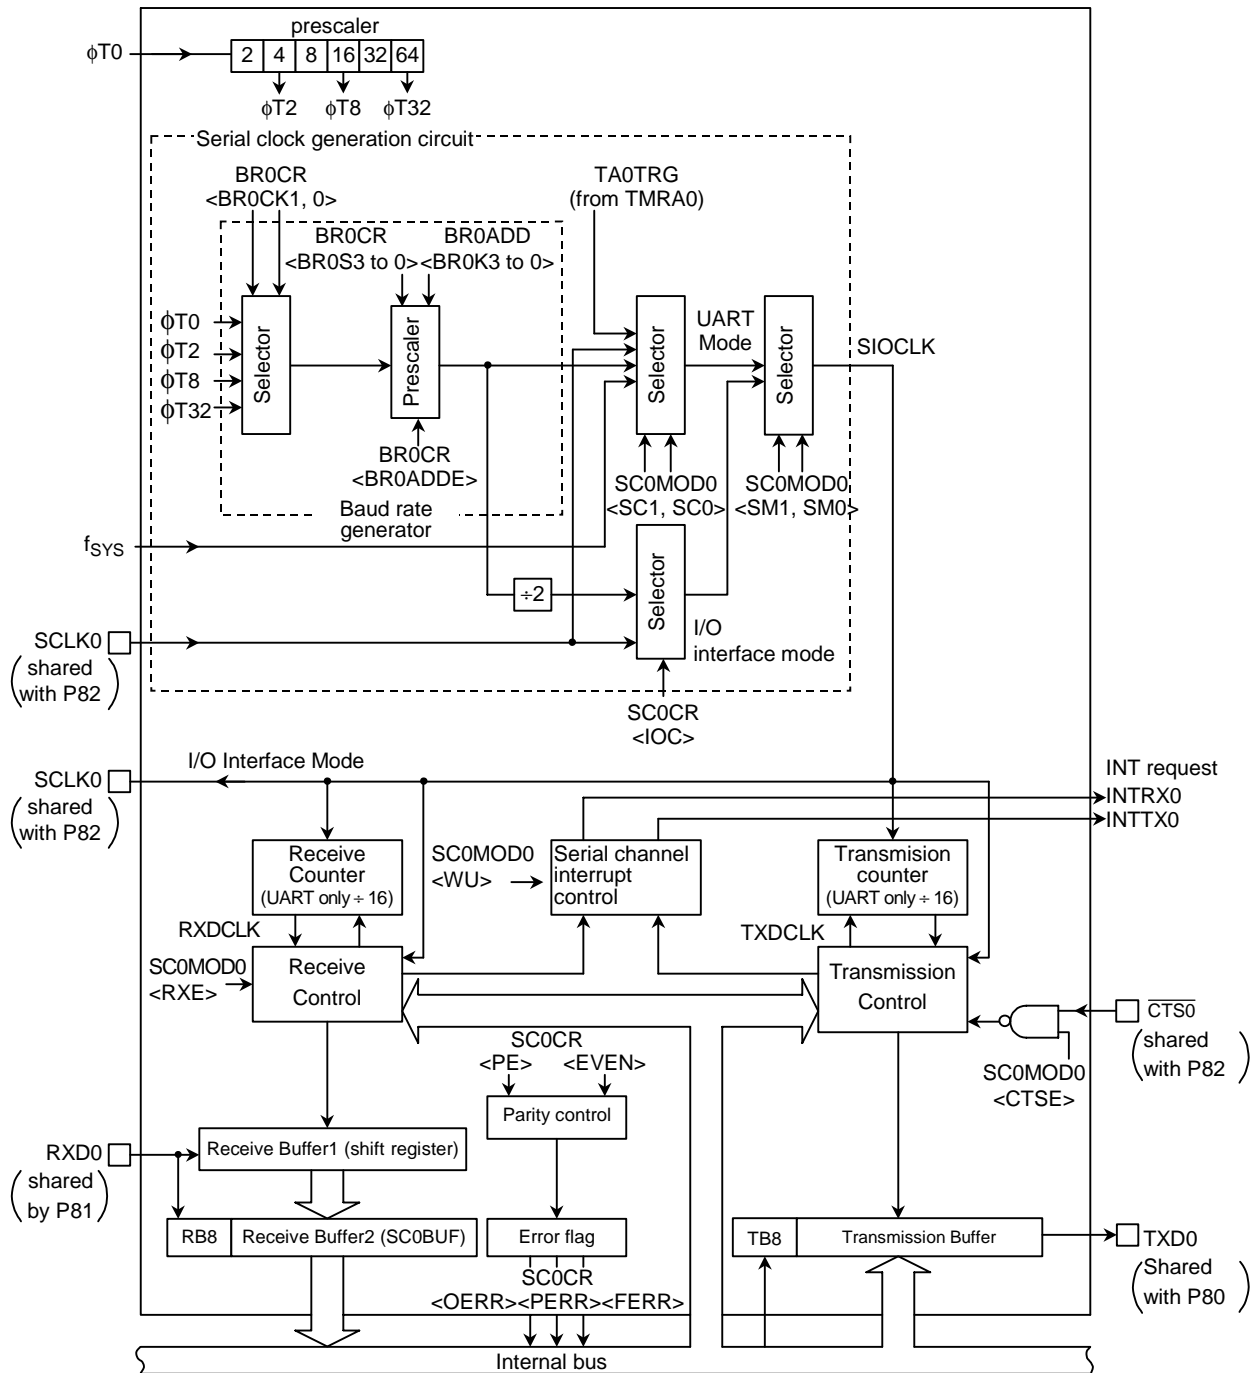 prescaler
ϕT0
2 4 8 16 32 64
ϕT2 ϕT8 ϕT32
Serial clock generation circuit
BR0CR
<BR0CK1, 0>
TA0TRG
(from TMRA0)
BR0CR
<BR0S3 to 0>
BR0ADD
<BR0K3 to 0>
ϕT0
ϕT2
ϕT8
ϕT32
Selector
Prescaler
Selector
UART
Mode
Selector
SIOCLK
BR0CR
<BR0ADDE>
SC0MOD0
<SC1, SC0>
SC0MOD0
<SM1, SM0>
Baud rate
generator
fSYS
÷2
Selector
I/O
interface mode
SCLK0
(shared
with P82)
SC0CR
<IOC>
SCLK0
(shared
with P82)
I/O Interface Mode
INT request
INTRX0
INTTX0
Receive
Counter
(UART only ÷ 16)
SC0MOD0
<WU>
Serial channel
interrupt
control
Transmision
counter
(UART only ÷ 16)
RXDCLK
TXDCLK
SC0MOD0
<RXE>
Receive
Control
Transmission
Control
CTS0
(shared
with P82)
SC0MOD0
<CTSE>
SC0CR
<PE> <EVEN>
Parity control
RXD0
(shared
by P81)
Receive Buffer1 (shift register)
RB8 Receive Buffer2 (SC0BUF)
Error flag
TB8 Transmission Buffer
TXD0
(Shared
with P80)
SC0CR
<OERR><PERR><FERR>
Internal bus